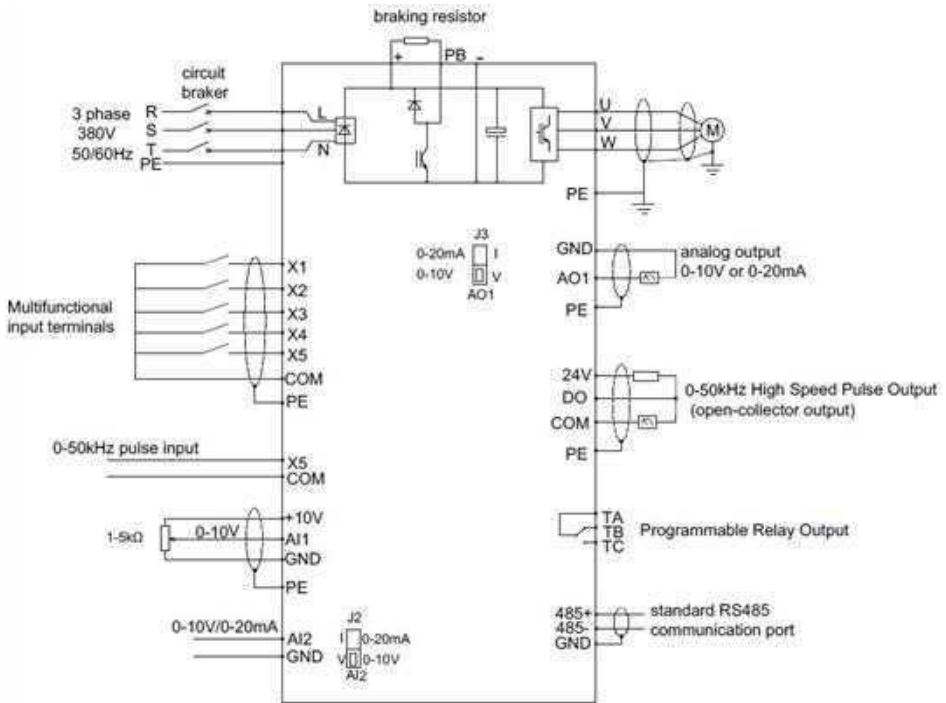 braking resistor
+ PB -
circuit
braker
3 phase R
380V S
50/60Hz T
PE
L
N
U
V
W
M
PE
J3
0-20mA I
0-10V V
AO1
GND
AO1
PE
analog output
0-10V or 0-20mA
Multifunctional
input terminals
X1
X2
X3
X4
X5
COM
PE
24V
DO
COM
PE
0-50kHz High Speed Pulse Output
(open-collector output)
0-50kHz pulse input
X5
COM
+10V
1-5kΩ 0-10V AI1
GND
PE
TA
TB
TC
Programmable Relay Output
0-10V/0-20mA AI2
GND
J2
I 0-20mA
V 0-10V
AI2
485+
485-
GND
standard RS485
communication port